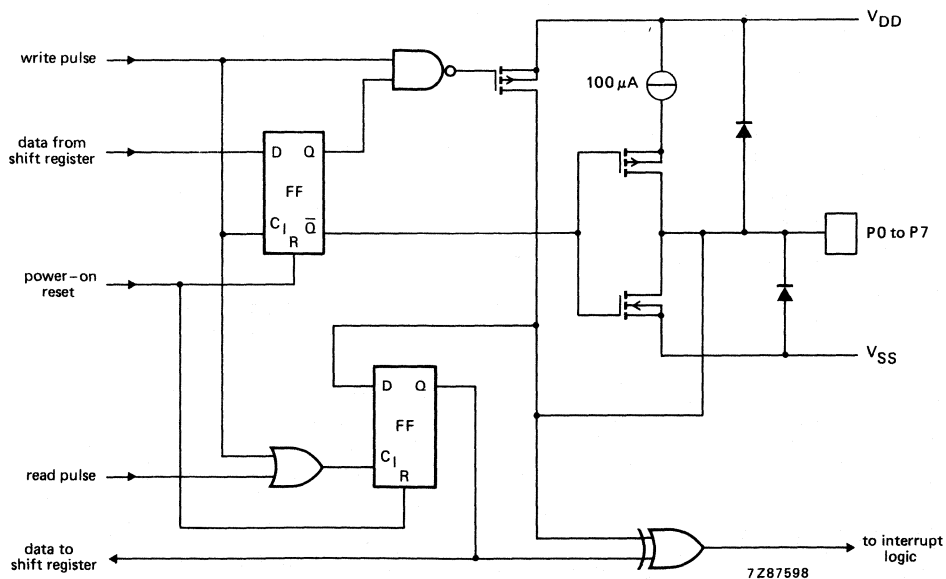 V_DD
write pulse
100 μA
data from
shift register
D Q
FF
C_I Q̅
R
P0 to P7
power-on
reset
V_SS
D Q
FF
C_I
R
read pulse
data to
shift register
to interrupt
logic
7Z87598